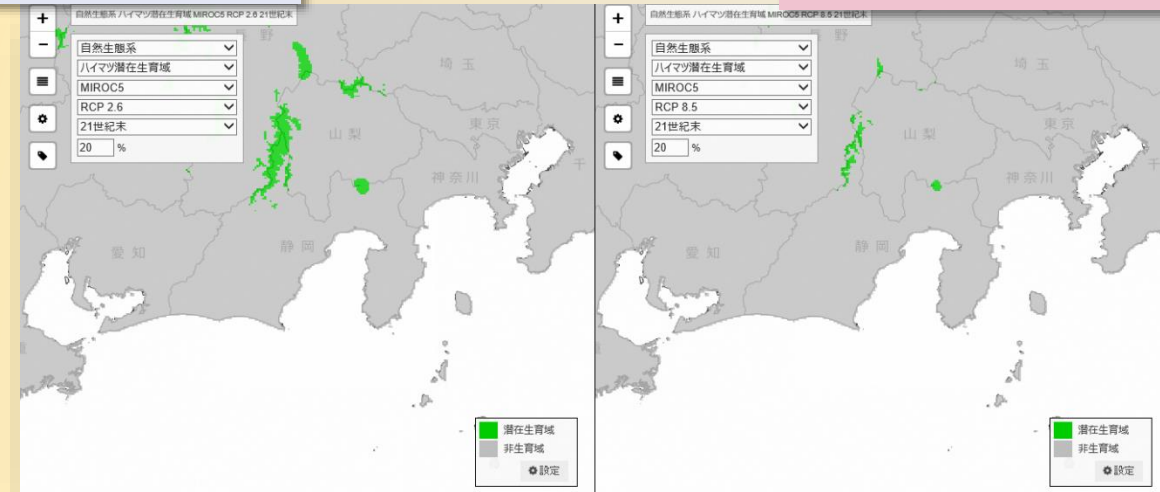 +
自然生態系 ハイマツ潜在生育域 MIROC5 RCP 2.6 21世紀末
−
自然生態系
ハイマツ潜在生育域
MIROC5
RCP 2.6
21世紀末
20 %
野
埼玉
東京
山梨
千
神奈川
静岡
愛知
潜在生育域
非生育域
設定
+
自然生態系 ハイマツ潜在生育域 MIROC5 RCP 8.5 21世紀末
−
自然生態系
ハイマツ潜在生育域
MIROC5
RCP 8.5
21世紀末
20 %
野
埼玉
東京
山梨
千
神奈川
静岡
愛知
潜在生育域
非生育域
設定